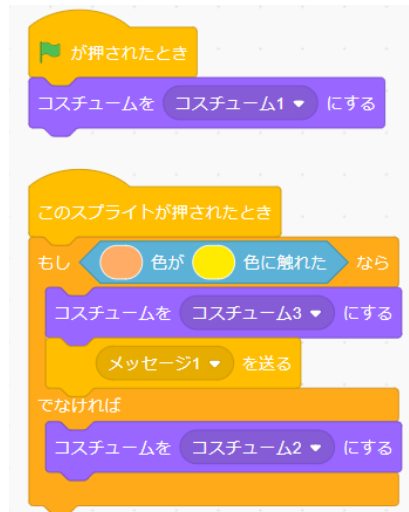 が押されたとき
コスチュームを コスチューム1 にする
このスプライトが押されたとき
もし 色が 色に触れた なら
コスチュームを コスチューム3 にする
メッセージ1 を送る
でなければ
コスチュームを コスチューム2 にする